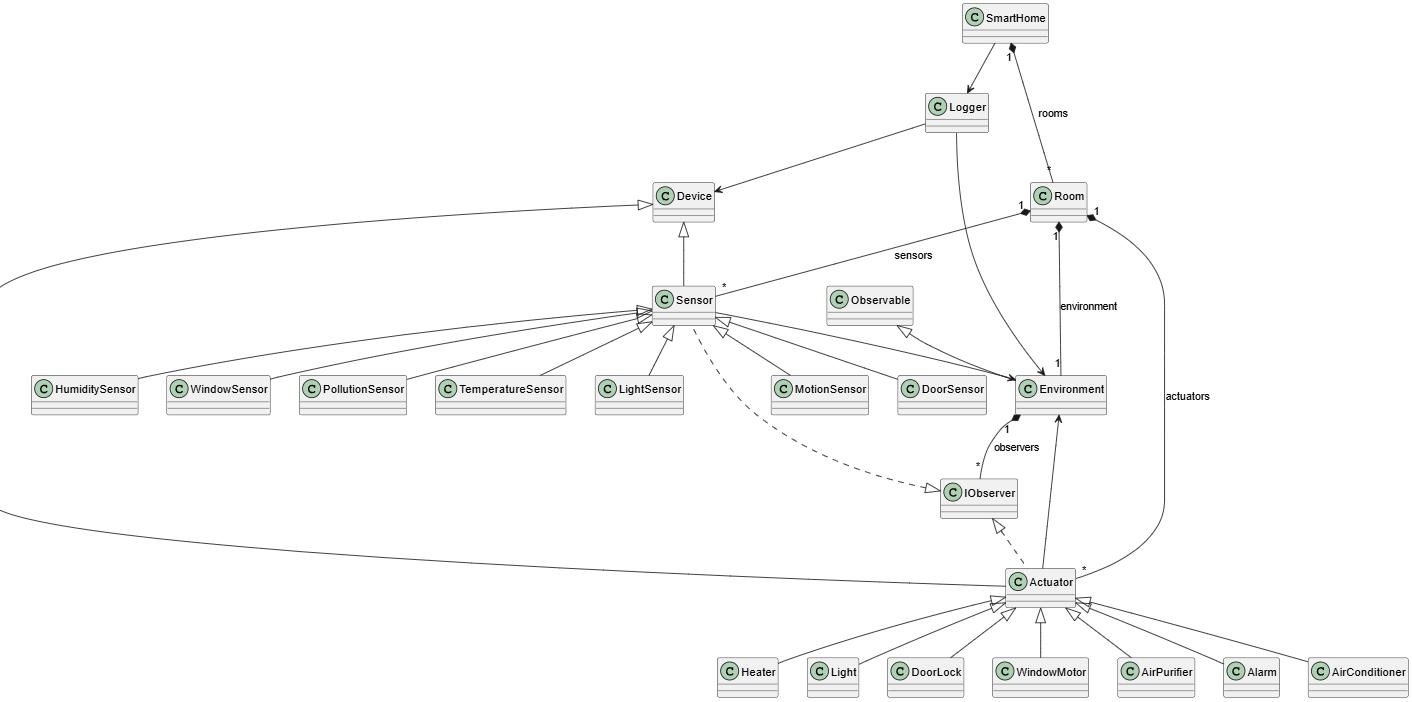 C SmartHome
1
C Logger
rooms
*
C Device
C Room
1
1
1
sensors
*
C Sensor
C Observable
environment
1
C HumiditySensor
C WindowSensor
C PollutionSensor
C TemperatureSensor
C LightSensor
C MotionSensor
C DoorSensor
C Environment
actuators
1
observers
*
C IObserver
*
C Actuator
C Heater
C Light
C DoorLock
C WindowMotor
C AirPurifier
C Alarm
C AirConditioner